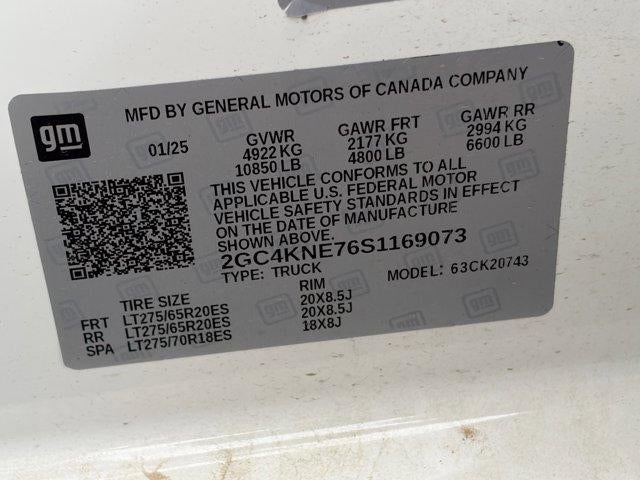 MFD BY GENERAL MOTORS OF CANADA COMPANY
gm
01/25 GVWR GAWR FRT GAWR RR
4922 KG 2177 KG 2994 KG
10850 LB 4800 LB 6600 LB
THIS VEHICLE CONFORMS TO ALL
APPLICABLE U.S. FEDERAL MOTOR
VEHICLE SAFETY STANDARDS IN EFFECT
ON THE DATE OF MANUFACTURE
SHOWN ABOVE.
2GC4KNE76S1169073
TYPE: TRUCK MODEL: 63CK20743
TIRE SIZE RIM
FRT LT275/65R20ES 20X8.5J
RR LT275/65R20ES 20X8.5J
SPA LT275/70R18ES 18X8J